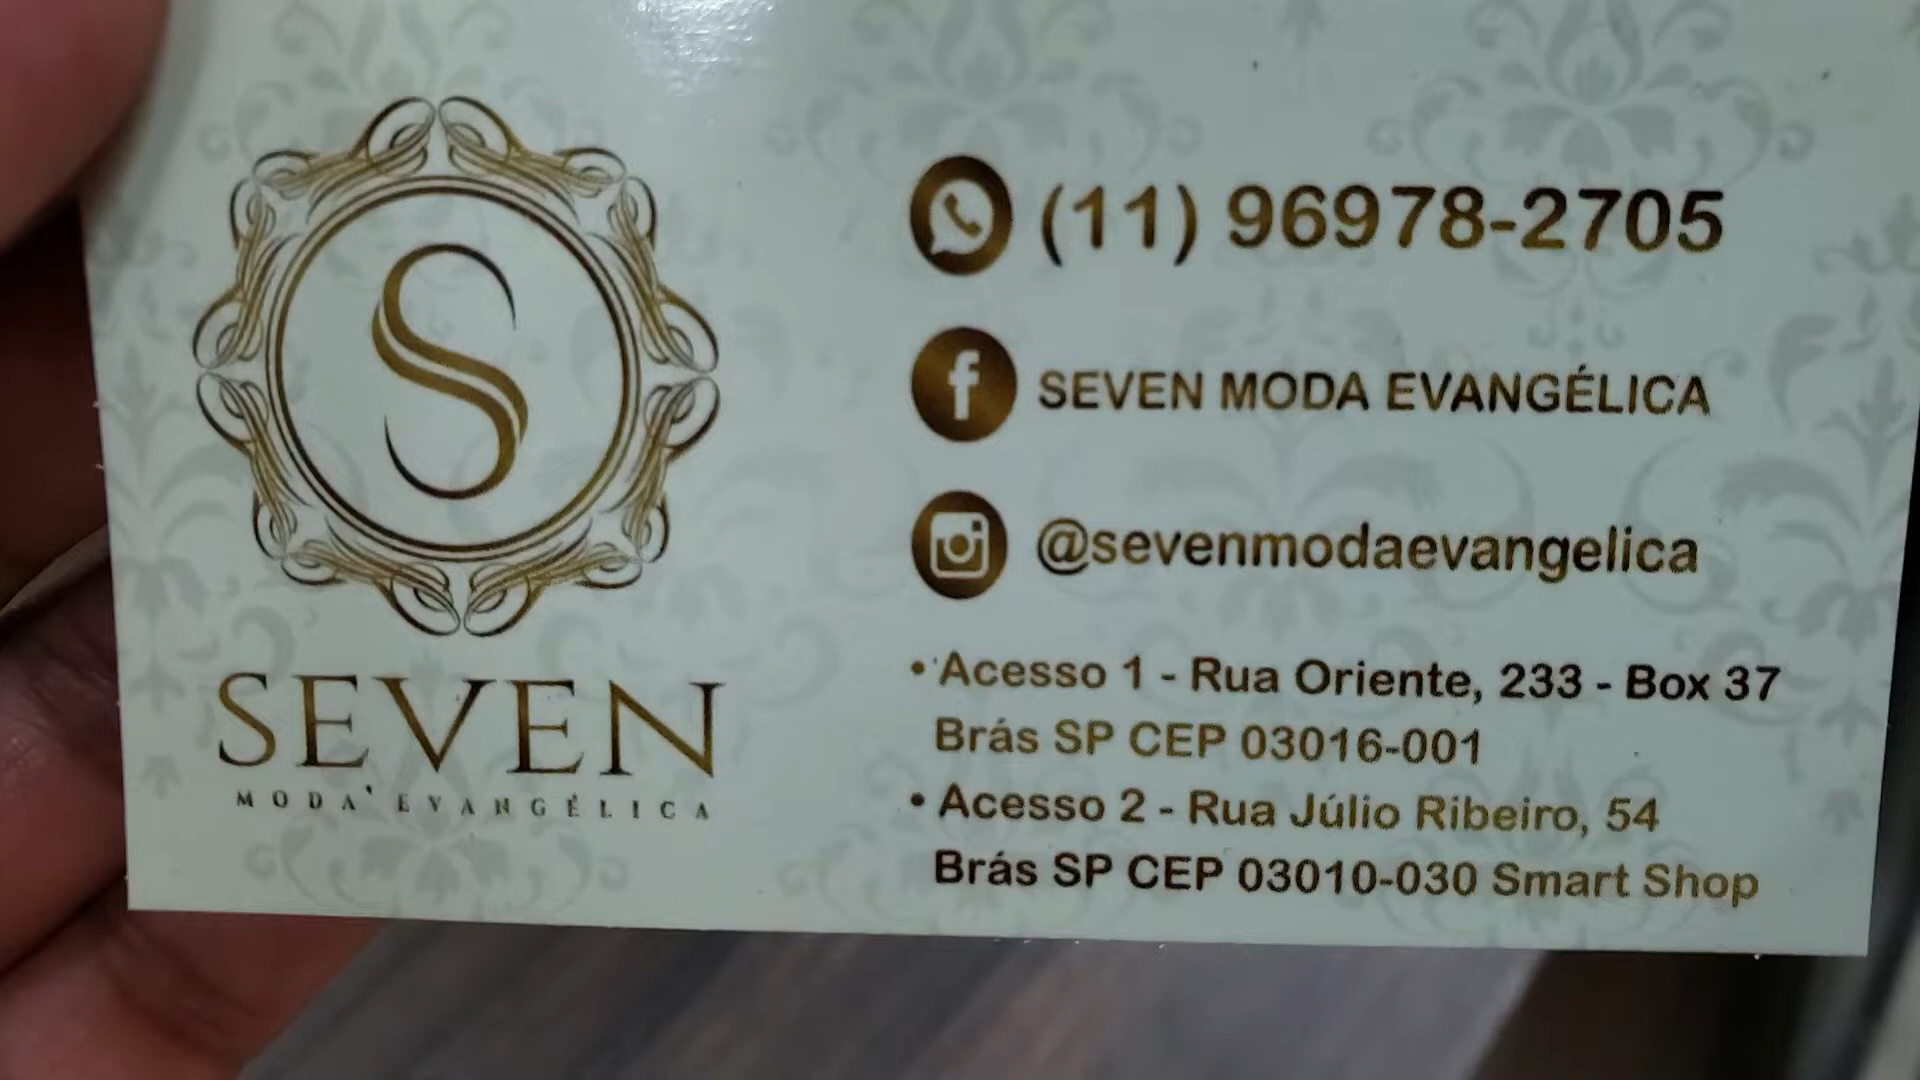 S
SEVEN
MODA EVANGÉLICA
(11) 96978-2705
SEVEN MODA EVANGÉLICA
@sevenmodaevangelica
• Acesso 1 - Rua Oriente, 233 - Box 37
Brás SP CEP 03016-001
• Acesso 2 - Rua Júlio Ribeiro, 54
Brás SP CEP 03010-030 Smart Shop